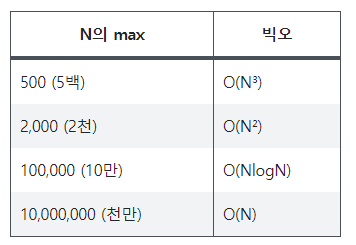 N의 max 빅오
500 (5백) O(N³)
2,000 (2천) O(N²)
100,000 (10만) O(NlogN)
10,000,000 (천만) O(N)